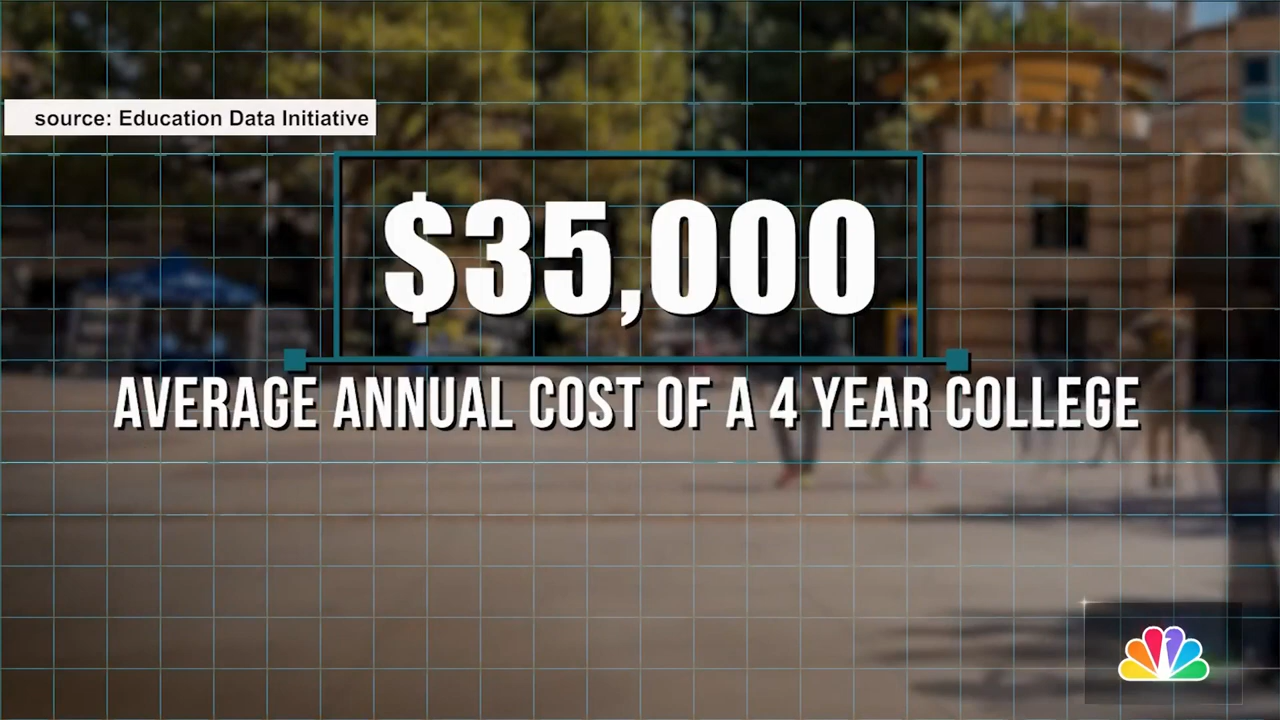 source: Education Data Initiative
$35,000
AVERAGE ANNUAL COST OF A 4 YEAR COLLEGE